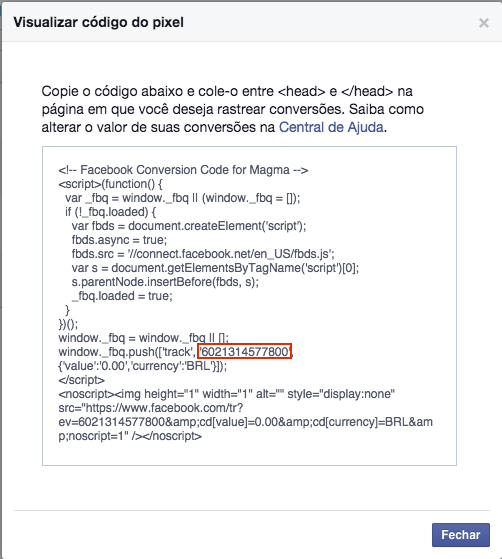 Visualizar código do pixel
×
Copie o código abaixo e cole-o entre <head> e </head> na
página em que você deseja rastrear conversões. Saiba como
alterar o valor de suas conversões na Central de Ajuda.
<!-- Facebook Conversion Code for Magma -->
<script>(function() {
var _fbq = window._fbq || (window._fbq = []);
if (!_fbq.loaded) {
var fbds = document.createElement('script');
fbds.async = true;
fbds.src = '//connect.facebook.net/en_US/fbds.js';
var s = document.getElementsByTagName('script')[0];
s.parentNode.insertBefore(fbds, s);
_fbq.loaded = true;
}
})();
window._fbq = window._fbq || [];
window._fbq.push(['track', '6021314577800',
{'value':'0.00','currency':'BRL'}]);
</script>
<noscript><img height="1" width="1" alt="" style="display:none"
src="https://www.facebook.com/tr?
ev=6021314577800&amp;cd[value]=0.00&amp;cd[currency]=BRL&am
p;noscript=1" /></noscript>
Fechar